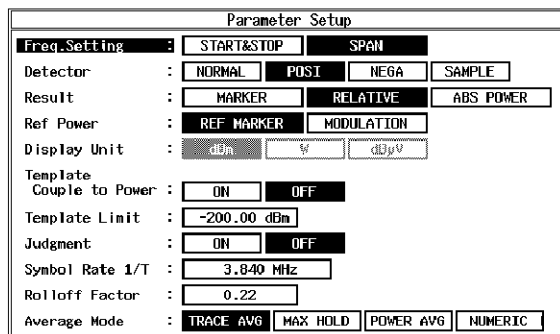 Parameter Setup
Freq.Setting : START&STOP SPAN
Detector : NORMAL POSI NEGA SAMPLE
Result : MARKER RELATIVE ABS POWER
Ref Power : REF MARKER MODULATION
Display Unit : dBm W dBμV
Template
Couple to Power : ON OFF
Template Limit : -200.00 dBm
Judgment : ON OFF
Symbol Rate 1/T : 3.840 MHz
Rolloff Factor : 0.22
Average Mode : TRACE AVG MAX HOLD POWER AVG NUMERIC